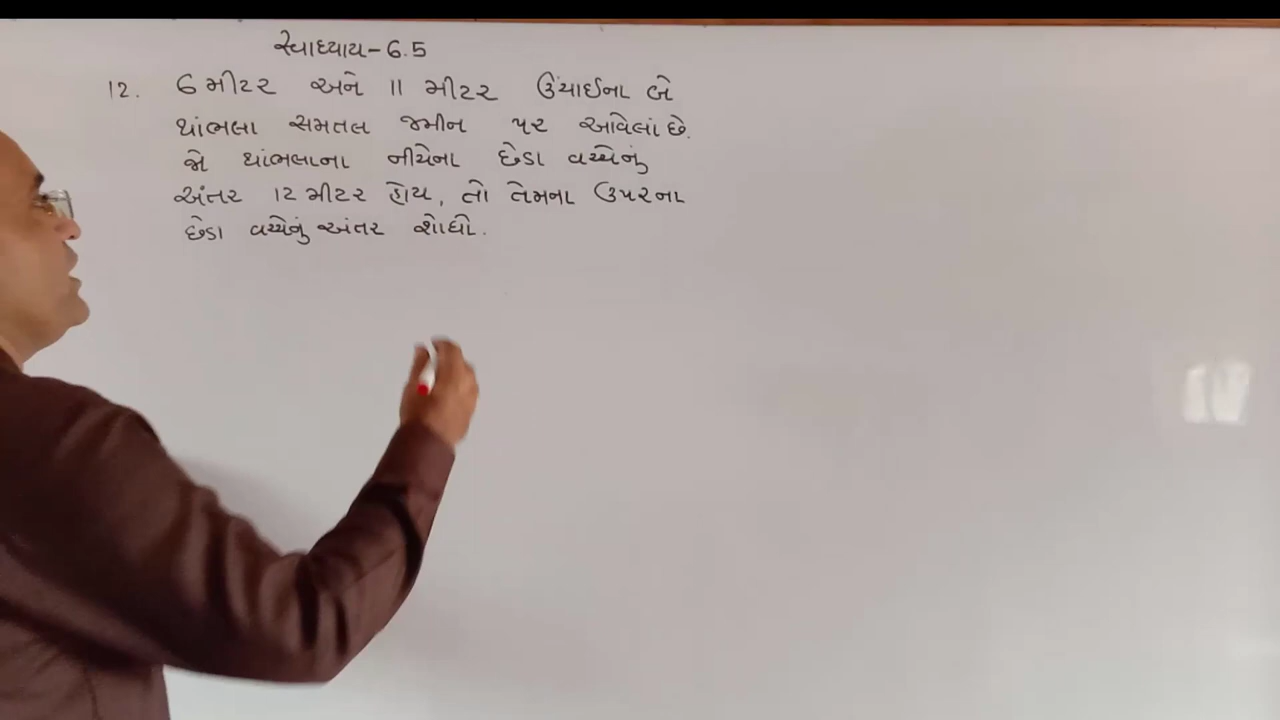 સ્વાધ્યાય-6.5
12. 6 મીટર અને 11 મીટર ઉંચાઈના બે
થાંભલા સમતલ જમીન પર આવેલાં છે.
જો થાંભલાના નીચેના છેડા વચ્ચેનું
અંતર 12 મીટર હોય, તો તેમના ઉપરના
છેડા વચ્ચેનું અંતર શોધો.